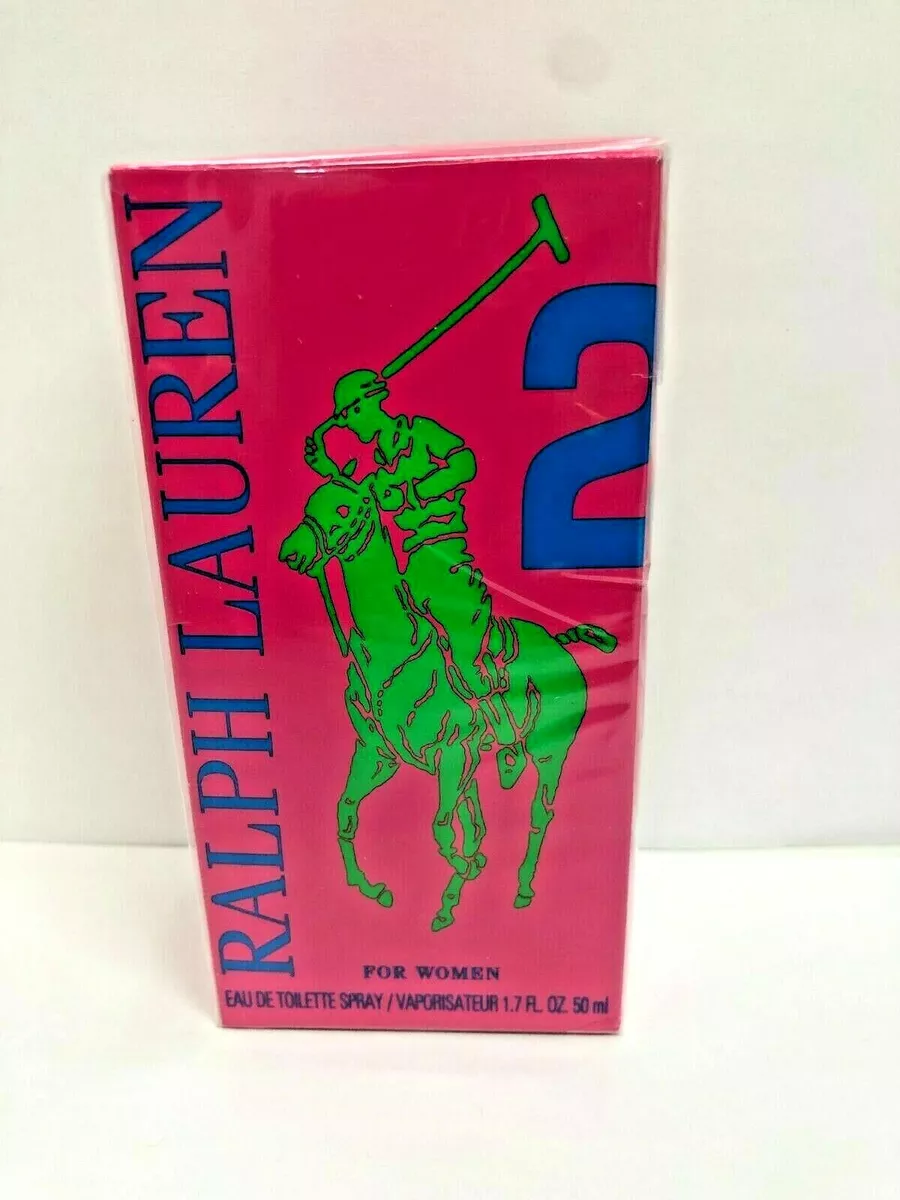 RALPH LAUREN
2
FOR WOMEN
EAU DE TOILETTE SPRAY / VAPORISATEUR 1.7 FL. OZ. 50 ml